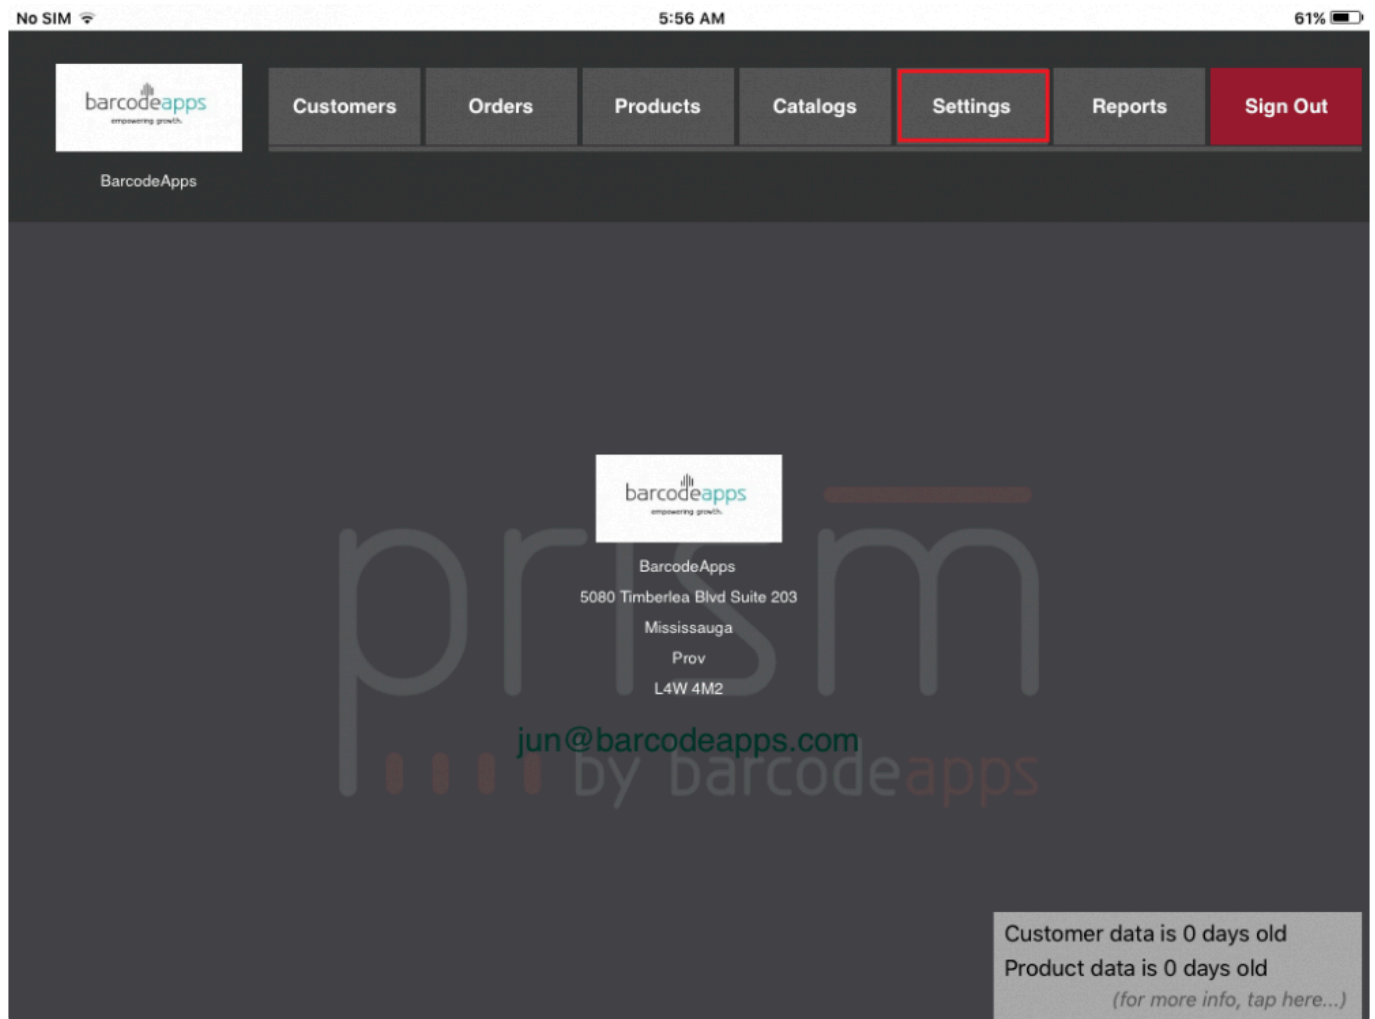 No SIM 5:56 AM 61%
barcodeapps
empowering growth.
BarcodeApps
Customers Orders Products Catalogs Settings Reports Sign Out
barcodeapps
empowering growth.
prism
BarcodeApps
5080 Timberlea Blvd Suite 203
Mississauga
Prov
L4W 4M2
jun@barcodeapps.com
by barcodeapps
Customer data is 0 days old
Product data is 0 days old
(for more info, tap here...)